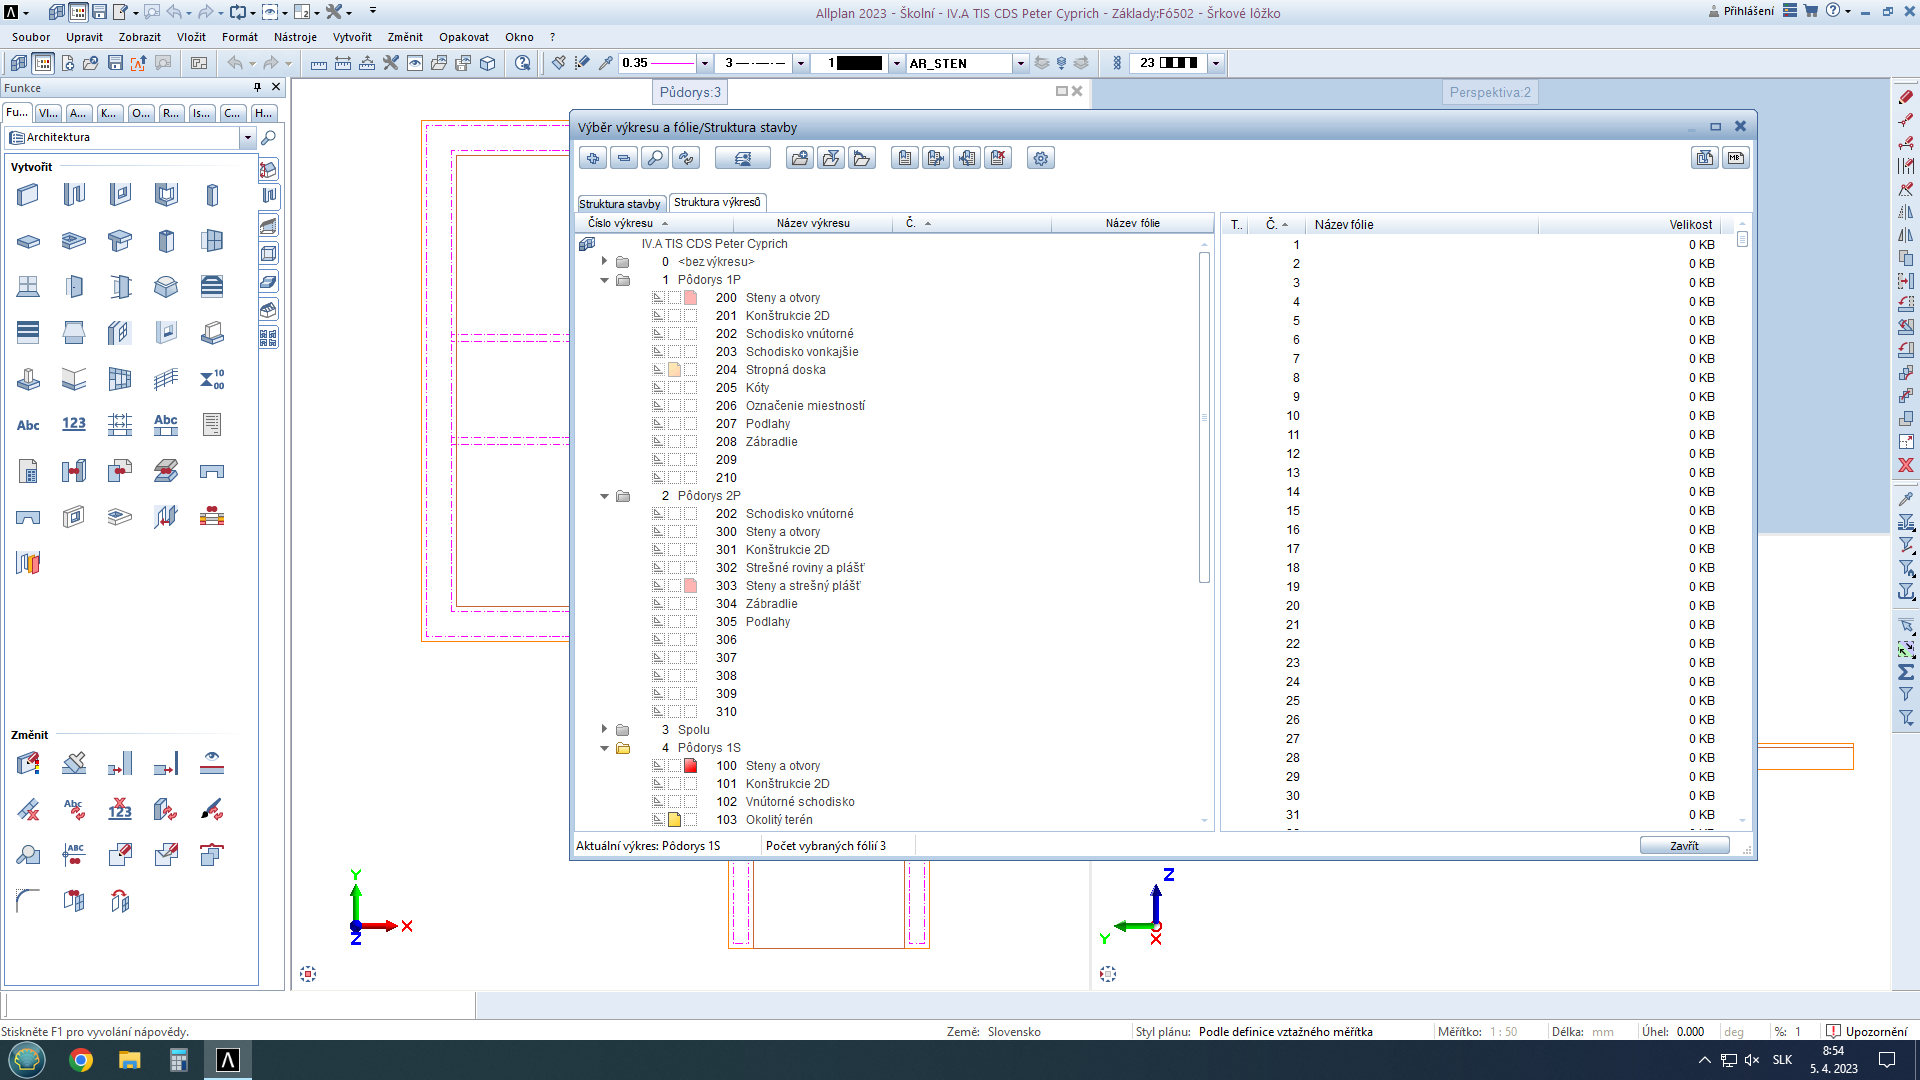 Allplan 2023 - Školní - IV.A TIS CDS Peter Cyprich - Základy:Fó502 - Šrkové lôžko
Přihlášení
Soubor Upravit Zobrazit Vložit Formát Nástroje Vytvořit Změnit Opakovat Okno ?
0.35 3 1 AR_STEN 23
Funkce
Půdorys:3
Perspektiva:2
Fu... VI... A... K... O... R... Is... C... H...
Architektura
Vytvořit
10
00
Abc 123 Abc
Změnit
Abc 123
ABC
Výběr výkresu a fólie/Struktura stavby
MB
Struktura stavby Struktura výkresů
Číslo výkresu Název výkresu Č. Název fólie
IV.A TIS CDS Peter Cyprich
0 <bez výkresu>
1 Pôdorys 1P
200 Steny a otvory
201 Konštrukcie 2D
202 Schodisko vnútorné
203 Schodisko vonkajšie
204 Stropná doska
205 Kóty
206 Označenie miestností
207 Podlahy
208 Zábradlie
209
210
2 Pôdorys 2P
202 Schodisko vnútorné
300 Steny a otvory
301 Konštrukcie 2D
302 Strešné roviny a plášť
303 Steny a strešný plášť
304 Zábradlie
305 Podlahy
306
307
308
309
310
3 Spolu
4 Pôdorys 1S
100 Steny a otvory
101 Konštrukcie 2D
102 Vnútorné schodisko
103 Okolitý terén
T.. Č. Název fólie Velikost
1 0 KB
2 0 KB
3 0 KB
4 0 KB
5 0 KB
6 0 KB
7 0 KB
8 0 KB
9 0 KB
10 0 KB
11 0 KB
12 0 KB
13 0 KB
14 0 KB
15 0 KB
16 0 KB
17 0 KB
18 0 KB
19 0 KB
20 0 KB
21 0 KB
22 0 KB
23 0 KB
24 0 KB
25 0 KB
26 0 KB
27 0 KB
28 0 KB
29 0 KB
30 0 KB
31 0 KB
Aktuální výkres: Pôdorys 1S Počet vybraných fólií 3
Zavřít
Y
X
Z
Z
Y
X
Stiskněte F1 pro vyvolání nápovědy.
Země: Slovensko Styl plánu: Podle definice vztažného měřítka Měřítko: 1 : 50 Délka: mm Úhel: 0.000 deg %: 1 Upozornění
SLK
8:54
5. 4. 2023